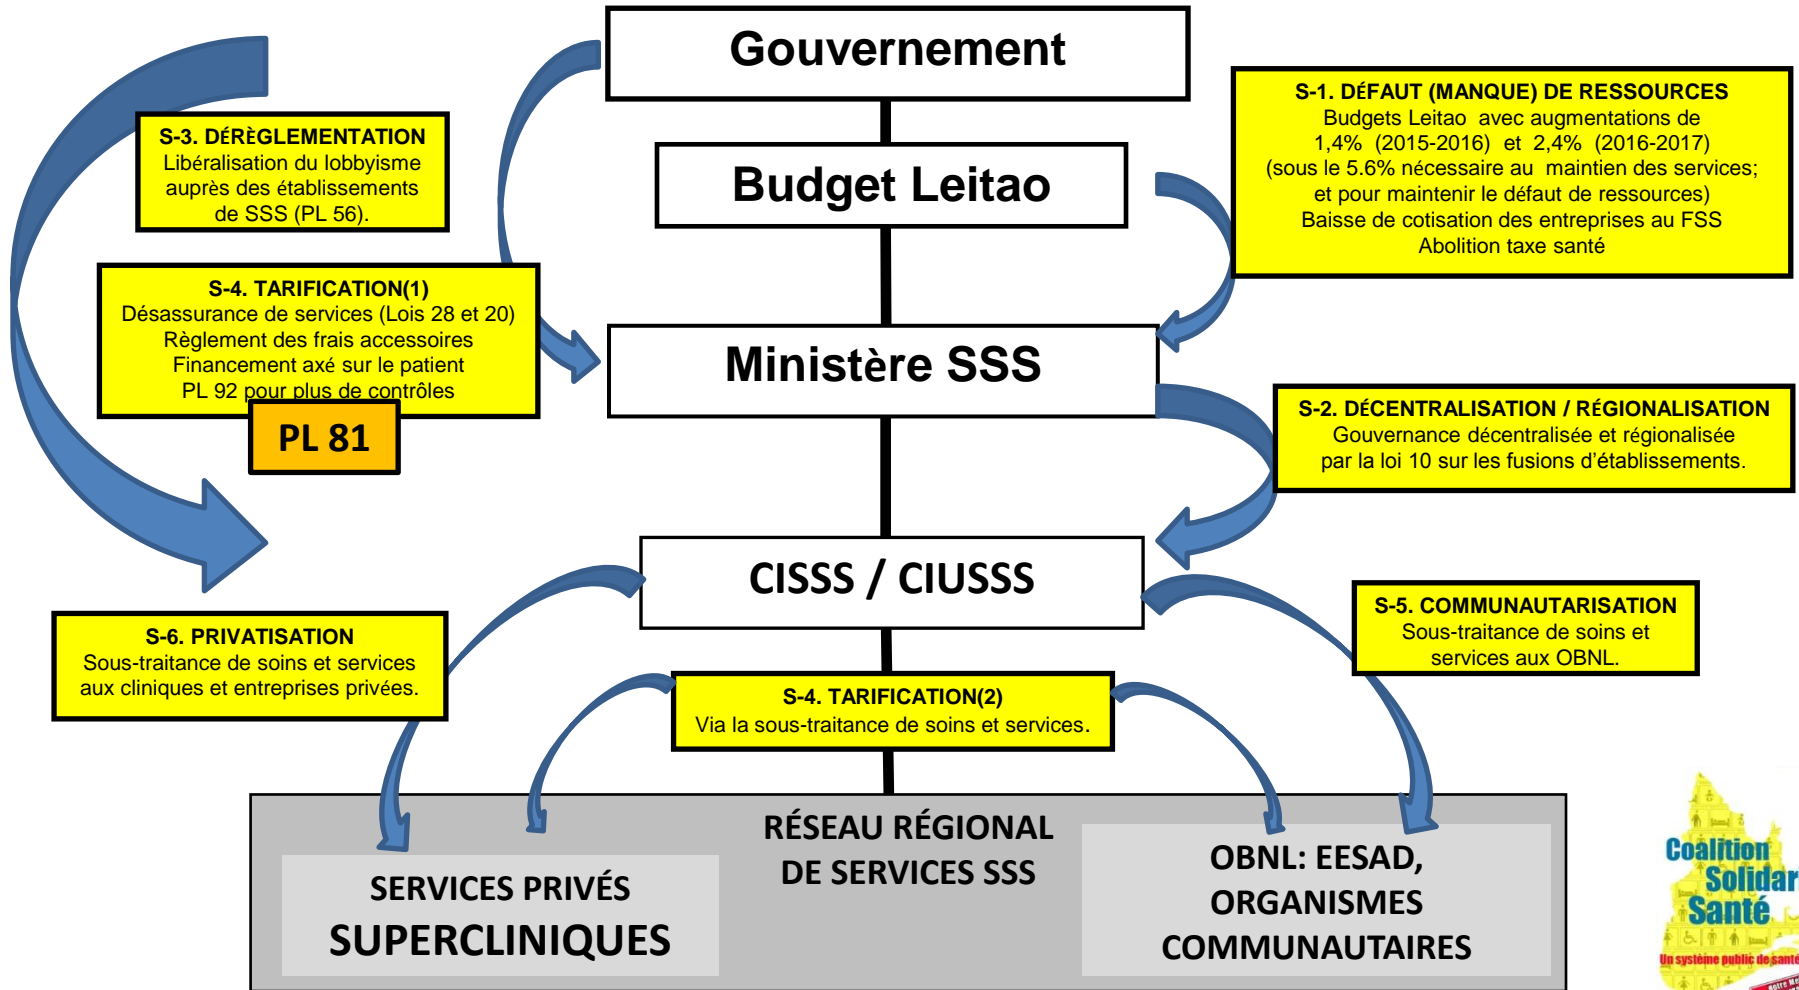 Gouvernement
S-1. DÉFAUT (MANQUE) DE RESSOURCES
Budgets Leitao avec augmentations de
1,4% (2015-2016) et 2,4% (2016-2017)
(sous le 5.6% nécessaire au maintien des services;
et pour maintenir le défaut de ressources)
Baisse de cotisation des entreprises au FSS
Abolition taxe santé
S-3. DÉRÈGLEMENTATION
Libéralisation du lobbyisme
auprès des établissements
de SSS (PL 56).
Budget Leitao
S-4. TARIFICATION(1)
Désassurance de services (Lois 28 et 20)
Règlement des frais accessoires
Financement axé sur le patient
PL 92 pour plus de contrôles
PL 81
Ministère SSS
S-2. DÉCENTRALISATION / RÉGIONALISATION
Gouvernance décentralisée et régionalisée
par la loi 10 sur les fusions d'établissements.
CISSS / CIUSSS
S-5. COMMUNAUTARISATION
Sous-traitance de soins et
services aux OBNL.
S-6. PRIVATISATION
Sous-traitance de soins et services
aux cliniques et entreprises privées.
S-4. TARIFICATION(2)
Via la sous-traitance de soins et services.
RÉSEAU RÉGIONAL
DE SERVICES SSS
SERVICES PRIVÉS
SUPERCLINIQUES
OBNL: EESAD,
ORGANISMES
COMMUNAUTAIRES
Coalition
Solidar
Santé
Un système public de santé